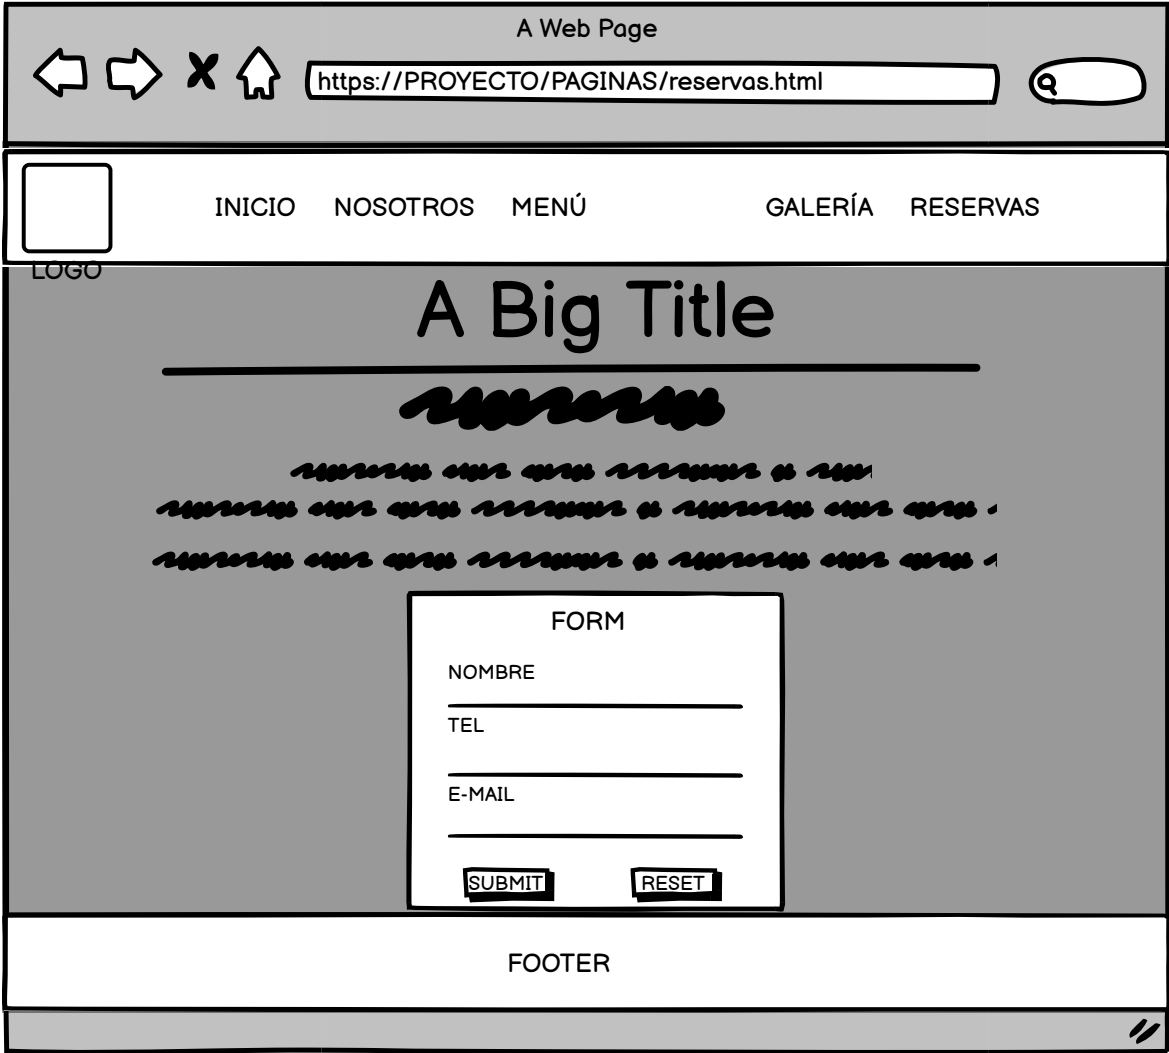 A Web Page
https://PROYECTO/PAGINAS/reservas.html
INICIO NOSOTROS MENÚ GALERÍA RESERVAS
LOGO
A Big Title
FORM
NOMBRE
TEL
E-MAIL
SUBMIT RESET
FOOTER